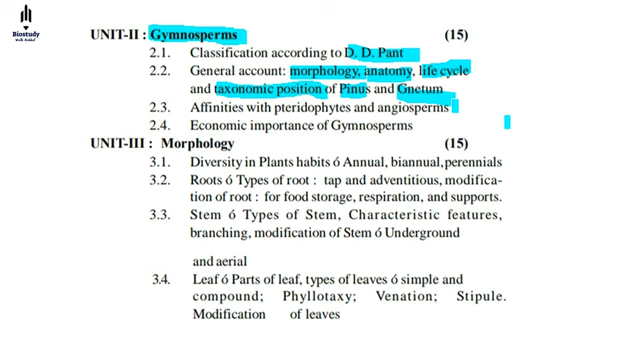 Biostudy
with Aniket
UNIT-II : Gymnosperms (15)
2.1. Classification according to D. D. Pant
2.2. General account: morphology, anatomy, life cycle
and taxonomic position of Pinus and Gnetum
2.3. Affinities with pteridophytes and angiosperms
2.4. Economic importance of Gymnosperms
UNIT-III : Morphology (15)
3.1. Diversity in Plants habits ó Annual, biannual,perennials
3.2. Roots ó Types of root : tap and adventitious, modifica-
tion of root : for food storage, respiration, and supports.
3.3. Stem ó Types of Stem, Characteristic features,
branching, modification of Stem ó Underground
and aerial
3.4. Leaf ó Parts of leaf, types of leaves ó simple and
compound; Phyllotaxy; Venation; Stipule.
Modification of leaves